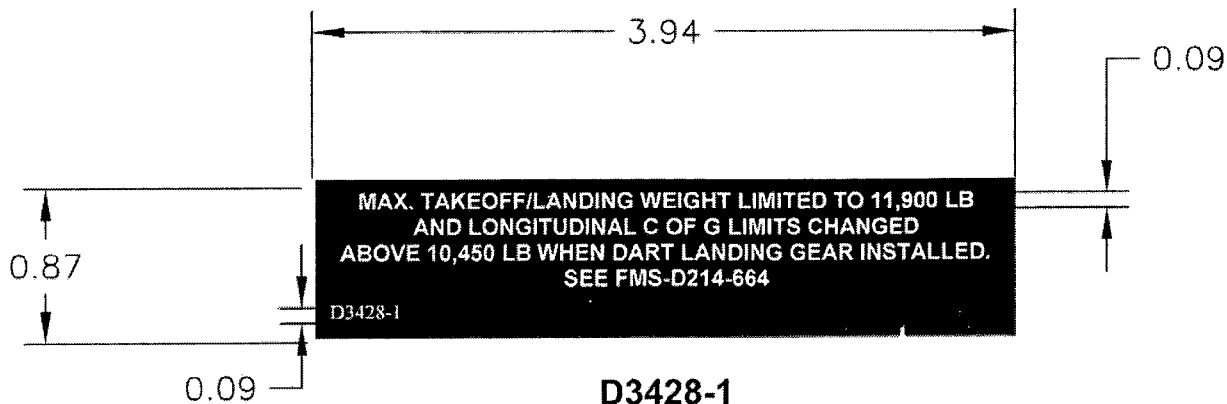 3.94
0.09
MAX. TAKEOFF/LANDING WEIGHT LIMITED TO 11,900 LB
AND LONGITUDINAL C OF G LIMITS CHANGED
ABOVE 10,450 LB WHEN DART LANDING GEAR INSTALLED.
SEE FMS-D214-664
0.87
D3428-1
0.09
D3428-1